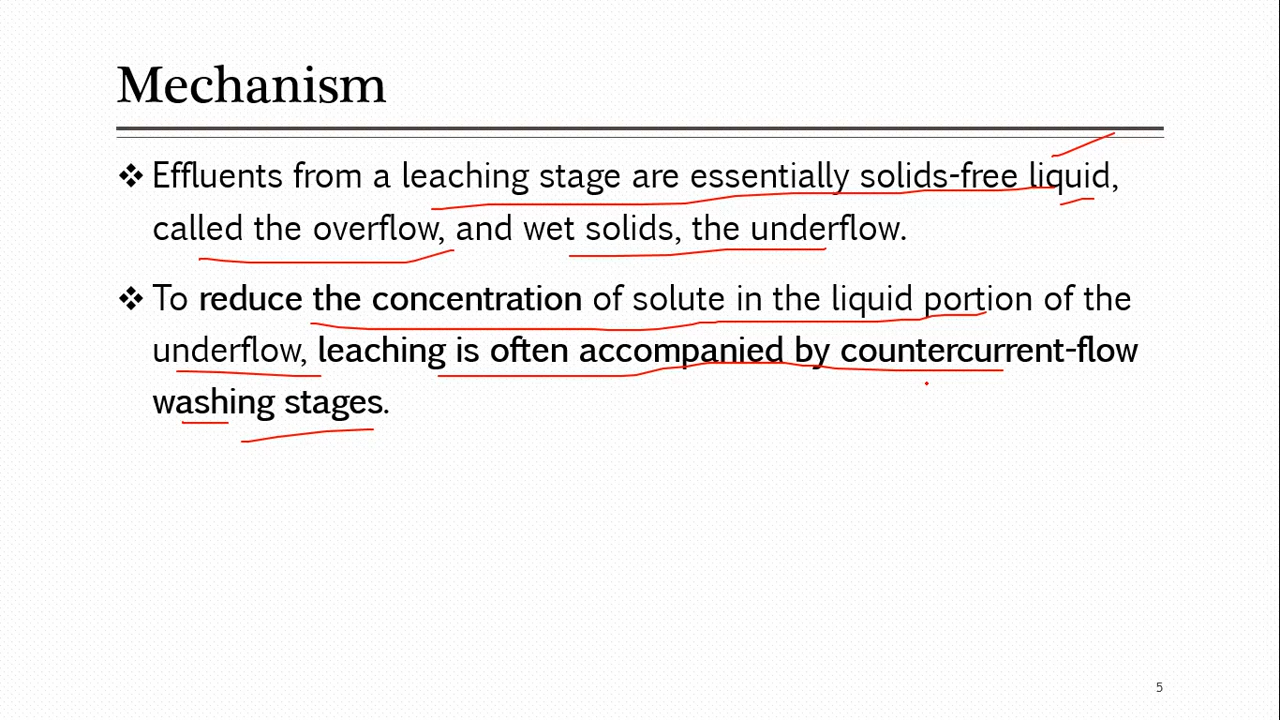 Mechanism
❖ Effluents from a leaching stage are essentially solids-free liquid,
called the overflow, and wet solids, the underflow.
❖ To reduce the concentration of solute in the liquid portion of the
underflow, leaching is often accompanied by countercurrent-flow
washing stages.
5